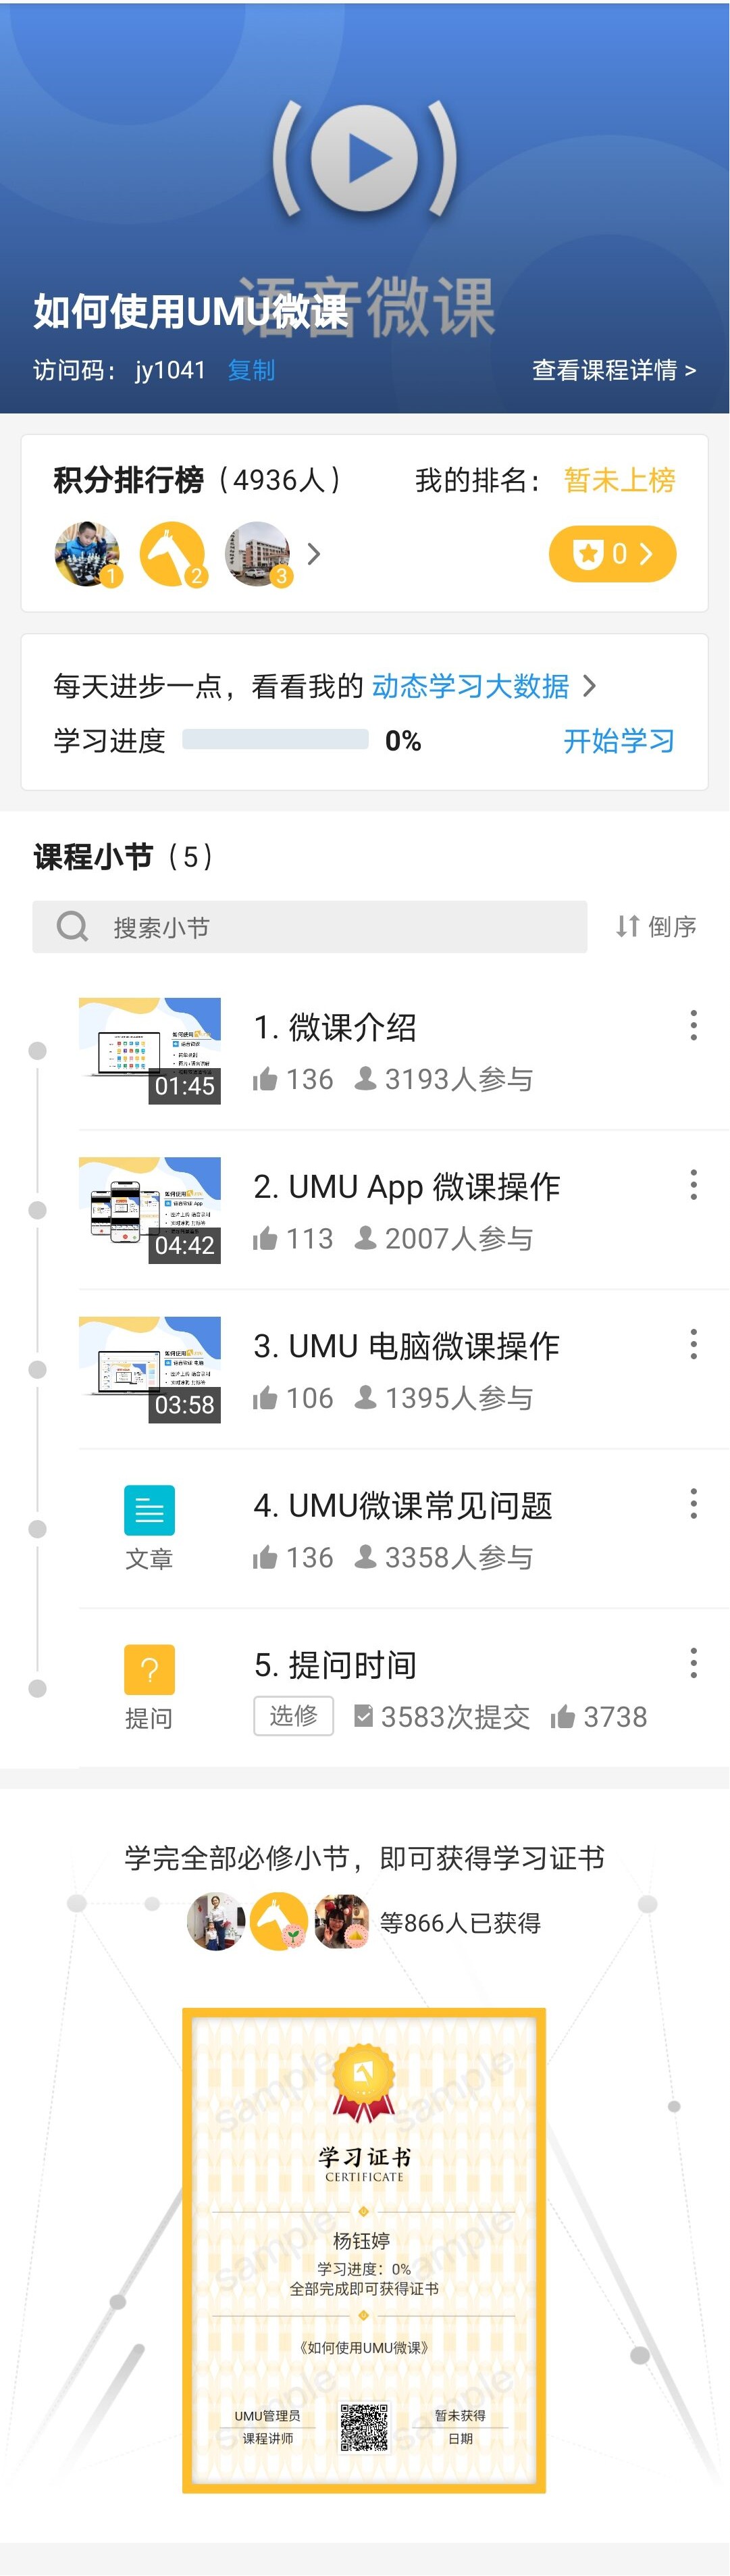 语音微课
如何使用UMU微课
访问码： jy1041 复制 查看课程详情 >
积分排行榜（4936人） 我的排名： 暂未上榜
1 2 3 0
每天进步一点，看看我的 动态学习大数据
学习进度 0% 开始学习
课程小节（5）
搜索小节 倒序
1. 微课介绍
01:45 136 3193人参与
2. UMU App 微课操作
04:42 113 2007人参与
3. UMU 电脑微课操作
03:58 106 1395人参与
4. UMU微课常见问题
文章 136 3358人参与
5. 提问时间
提问 选修 3583次提交 3738
学完全部必修小节，即可获得学习证书
等866人已获得
sample sample
学习证书
CERTIFICATE
sample sample
杨钰婷
学习进度：0%
全部完成即可获得证书
《如何使用UMU微课》
sample sample
UMU管理员 暂未获得
课程讲师 日期